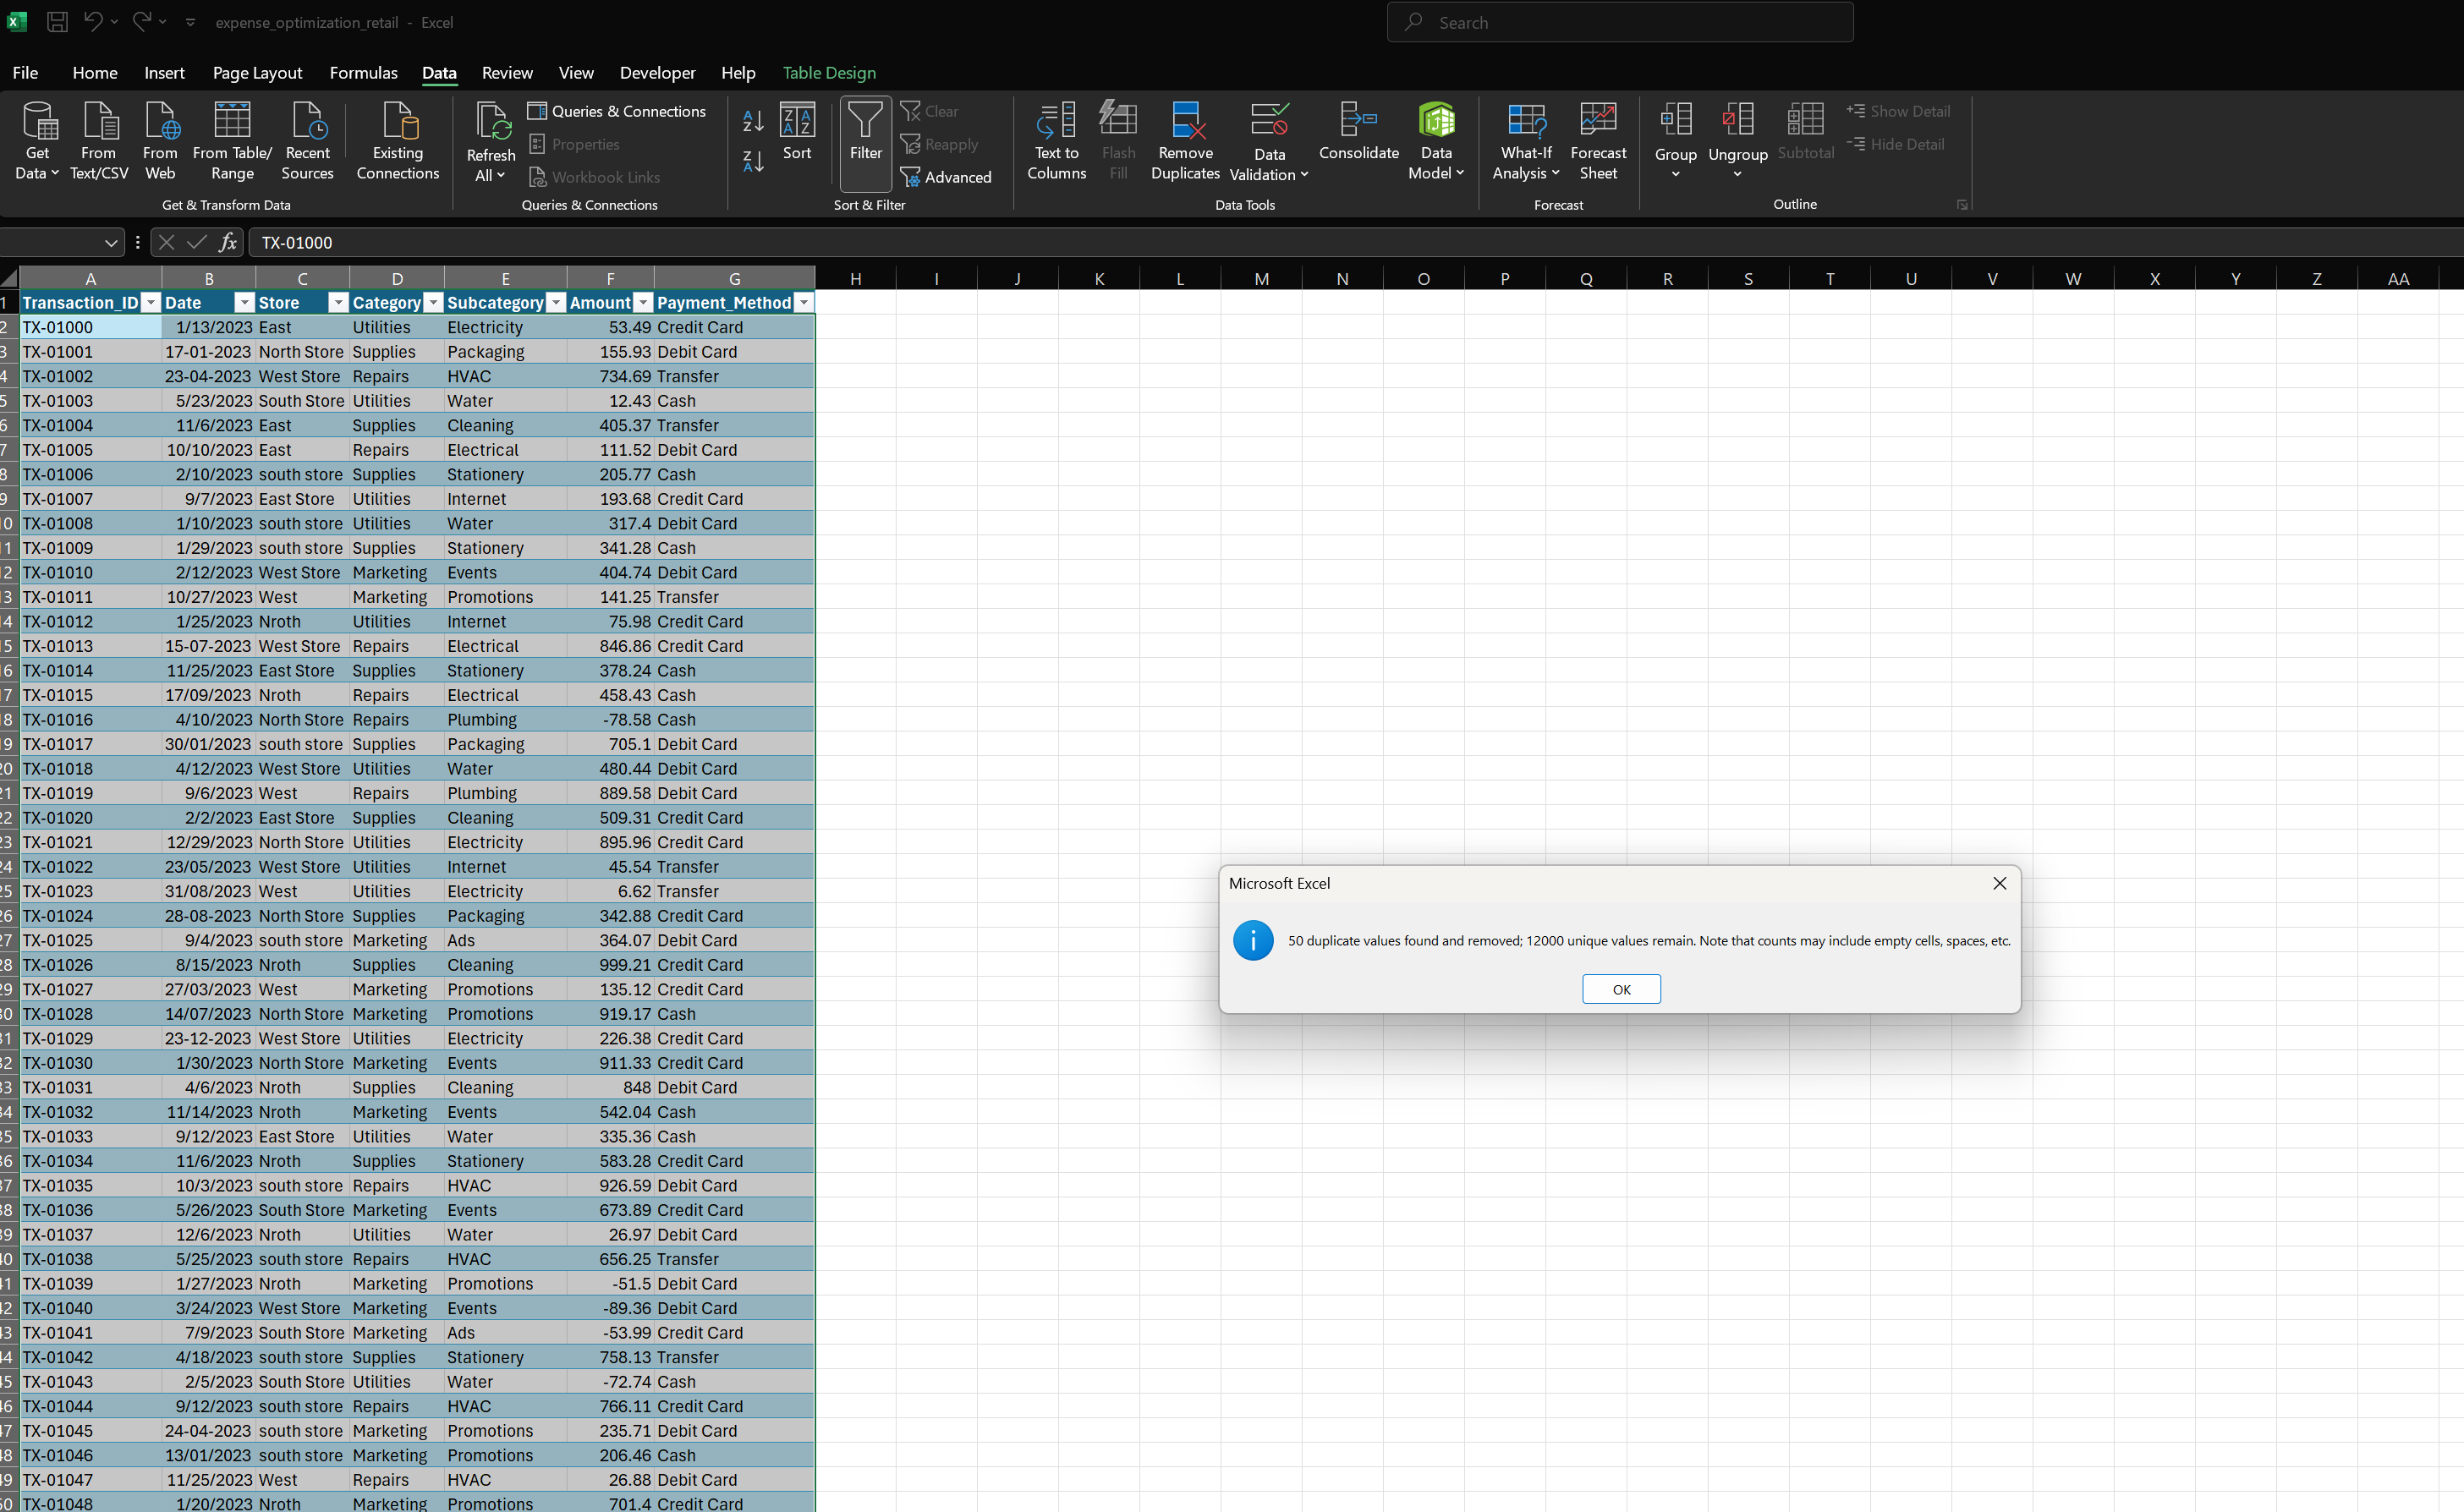 expense_optimization_retail - Excel
Search
File Home Insert Page Layout Formulas Data Review View Developer Help Table Design
Get Data From Text/CSV From Web From Table/ Range Recent Sources Existing Connections
Get & Transform Data
Refresh All Queries & Connections Properties Workbook Links
Queries & Connections
Sort Filter Clear Reapply Advanced
Sort & Filter
Text to Columns Flash Fill Remove Duplicates Data Validation Consolidate Data Model
Data Tools
What-If Analysis Forecast Sheet
Forecast
Group Ungroup Subtotal Show Detail Hide Detail
Outline
fx TX-01000
A B C D E F G H I J K L M N O P Q R S T U V W X Y Z AA
1 Transaction_ID Date Store Category Subcategory Amount Payment_Method
2 TX-01000 1/13/2023 East Utilities Electricity 53.49 Credit Card
3 TX-01001 17-01-2023 North Store Supplies Packaging 155.93 Debit Card
4 TX-01002 23-04-2023 West Store Repairs HVAC 734.69 Transfer
5 TX-01003 5/23/2023 South Store Utilities Water 12.43 Cash
6 TX-01004 11/6/2023 East Supplies Cleaning 405.37 Transfer
7 TX-01005 10/10/2023 East Repairs Electrical 111.52 Debit Card
8 TX-01006 2/10/2023 south store Supplies Stationery 205.77 Cash
9 TX-01007 9/7/2023 East Store Utilities Internet 193.68 Credit Card
0 TX-01008 1/10/2023 south store Utilities Water 317.4 Debit Card
1 TX-01009 1/29/2023 south store Supplies Stationery 341.28 Cash
2 TX-01010 2/12/2023 West Store Marketing Events 404.74 Debit Card
3 TX-01011 10/27/2023 West Marketing Promotions 141.25 Transfer
4 TX-01012 1/25/2023 Nroth Utilities Internet 75.98 Credit Card
5 TX-01013 15-07-2023 West Store Repairs Electrical 846.86 Credit Card
6 TX-01014 11/25/2023 East Store Supplies Stationery 378.24 Cash
7 TX-01015 17/09/2023 Nroth Repairs Electrical 458.43 Cash
8 TX-01016 4/10/2023 North Store Repairs Plumbing -78.58 Cash
9 TX-01017 30/01/2023 south store Supplies Packaging 705.1 Debit Card
20 TX-01018 4/12/2023 West Store Utilities Water 480.44 Debit Card
21 TX-01019 9/6/2023 West Repairs Plumbing 889.58 Debit Card
22 TX-01020 2/2/2023 East Store Supplies Cleaning 509.31 Credit Card
23 TX-01021 12/29/2023 North Store Utilities Electricity 895.96 Credit Card
24 TX-01022 23/05/2023 West Store Utilities Internet 45.54 Transfer
25 TX-01023 31/08/2023 West Utilities Electricity 6.62 Transfer
26 TX-01024 28-08-2023 North Store Supplies Packaging 342.88 Credit Card
27 TX-01025 9/4/2023 south store Marketing Ads 364.07 Debit Card
28 TX-01026 8/15/2023 Nroth Supplies Cleaning 999.21 Credit Card
29 TX-01027 27/03/2023 West Marketing Promotions 135.12 Credit Card
30 TX-01028 14/07/2023 North Store Marketing Promotions 919.17 Cash
31 TX-01029 23-12-2023 West Store Utilities Electricity 226.38 Credit Card
32 TX-01030 1/30/2023 North Store Marketing Events 911.33 Credit Card
33 TX-01031 4/6/2023 Nroth Supplies Cleaning 848 Debit Card
34 TX-01032 11/14/2023 Nroth Marketing Events 542.04 Cash
35 TX-01033 9/12/2023 East Store Utilities Water 335.36 Cash
36 TX-01034 11/6/2023 Nroth Supplies Stationery 583.28 Credit Card
37 TX-01035 10/3/2023 south store Repairs HVAC 926.59 Debit Card
38 TX-01036 5/26/2023 South Store Marketing Events 673.89 Credit Card
39 TX-01037 12/6/2023 Nroth Utilities Water 26.97 Debit Card
40 TX-01038 5/25/2023 south store Repairs HVAC 656.25 Transfer
41 TX-01039 1/27/2023 Nroth Marketing Promotions -51.5 Debit Card
42 TX-01040 3/24/2023 West Store Marketing Events -89.36 Debit Card
43 TX-01041 7/9/2023 South Store Marketing Ads -53.99 Credit Card
44 TX-01042 4/18/2023 south store Supplies Stationery 758.13 Transfer
45 TX-01043 2/5/2023 South Store Utilities Water -72.74 Cash
46 TX-01044 9/12/2023 south store Repairs HVAC 766.11 Credit Card
47 TX-01045 24-04-2023 south store Marketing Promotions 235.71 Debit Card
48 TX-01046 13/01/2023 south store Marketing Promotions 206.46 Cash
49 TX-01047 11/25/2023 West Repairs HVAC 26.88 Debit Card
50 TX-01048 1/20/2023 Nroth Marketing Promotions 701.4 Credit Card
Microsoft Excel
50 duplicate values found and removed; 12000 unique values remain. Note that counts may include empty cells, spaces, etc.
OK